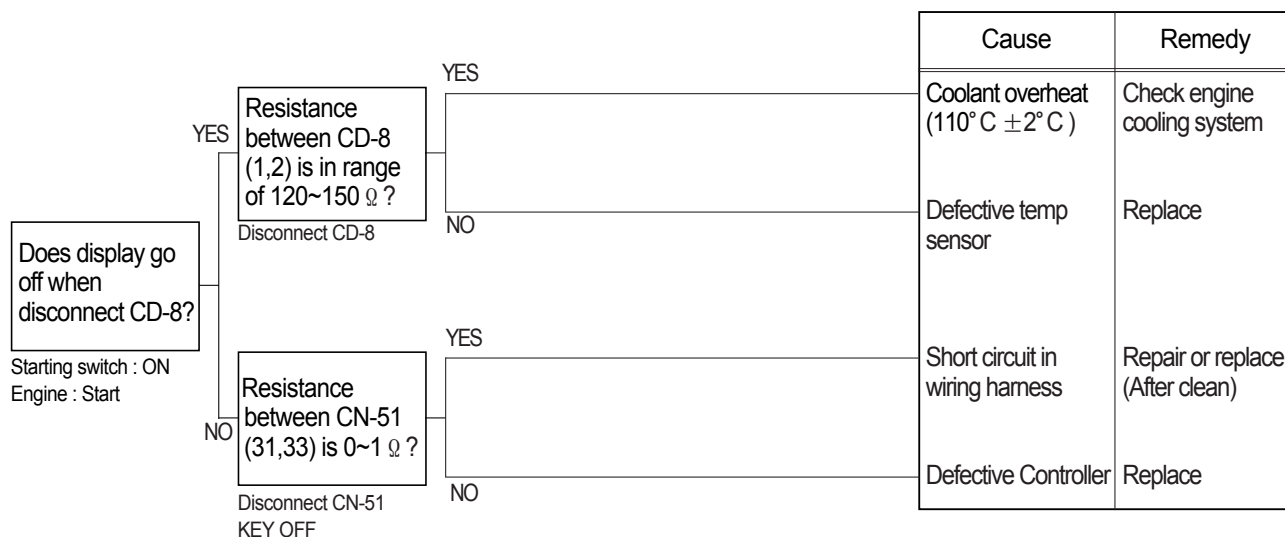 Does display go
off when
disconnect CD-8?
Starting switch : ON
Engine : Start
YES
Resistance
between CD-8
(1,2) is in range
of 120~150 Ω ?
Disconnect CD-8
NO
Resistance
between CN-51
(31,33) is 0~1 Ω ?
Disconnect CN-51
KEY OFF
YES
NO
YES
NO
Cause Remedy
Coolant overheat Check engine
(110°C ±2°C ) cooling system
Defective temp Replace
sensor
Short circuit in Repair or replace
wiring harness (After clean)
Defective Controller Replace